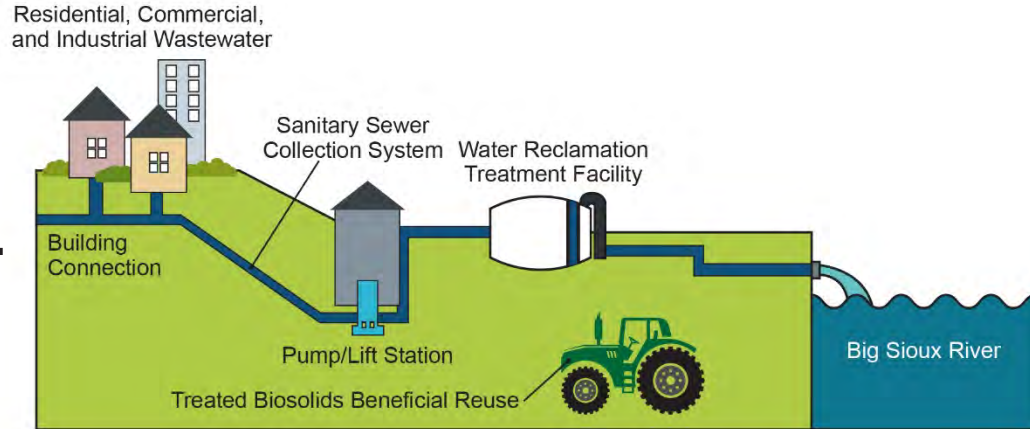 Residential, Commercial,
and Industrial Wastewater
Sanitary Sewer
Collection System
Water Reclamation
Treatment Facility
Building
Connection
Pump/Lift Station
Big Sioux River
Treated Biosolids Beneficial Reuse